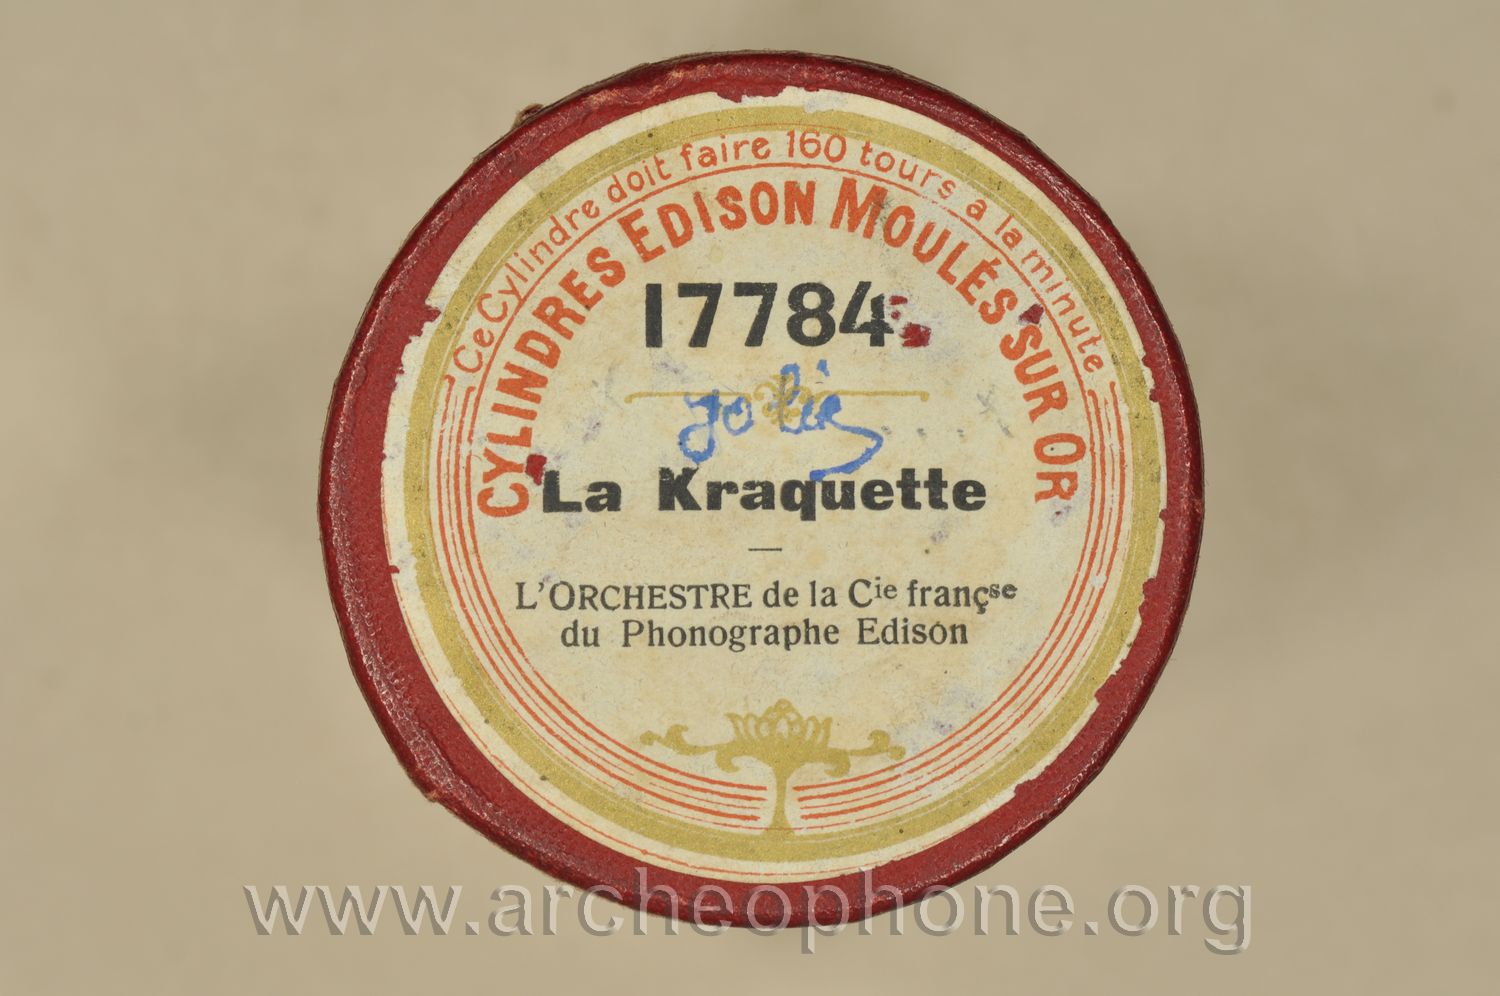 Ce Cylindre doit faire 160 tours a la minute
CYLINDRES EDISON MOULÉS SUR OR
17784
Jolie
La Kraquette
—
L'ORCHESTRE de la Cie françse
du Phonographe Edison
www.archeophone.org